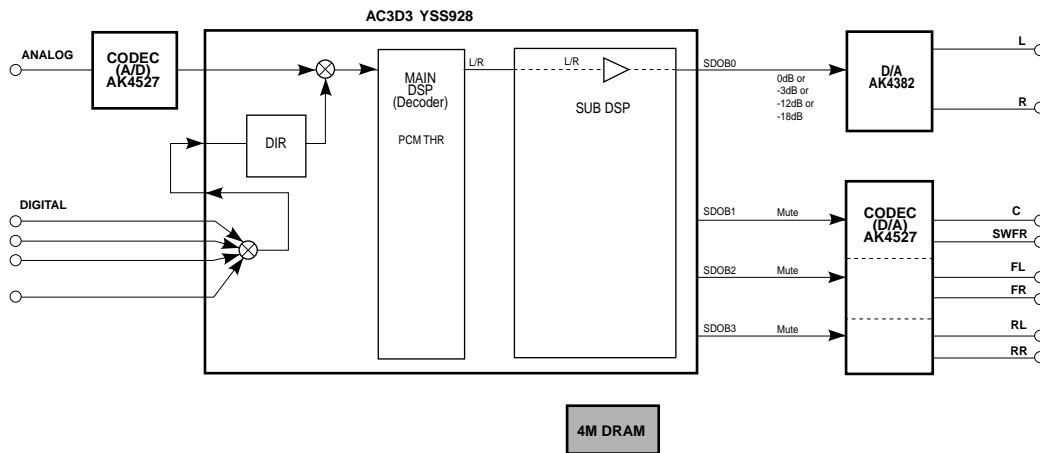 AC3D3 YSS928
ANALOG
CODEC
(A/D)
AK4527
MAIN
DSP
(Decoder)
PCM THR
L/R
L/R
SUB DSP
SDOB0
0dB or
-3dB or
-12dB or
-18dB
D/A
AK4382
L
R
DIR
DIGITAL
SDOB1
Mute
CODEC
(D/A)
AK4527
C
SWFR
SDOB2
Mute
FL
FR
SDOB3
Mute
RL
RR
4M DRAM